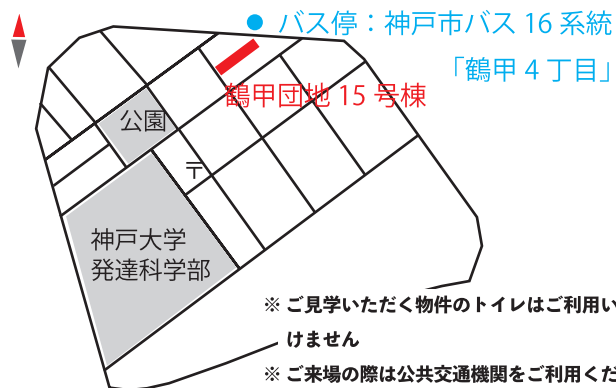 バス停：神戸市バス 16 系統
「鶴甲 4 丁目」
鶴甲団地 15 号棟
公園
〒
神戸大学
発達科学部
※ ご見学いただく物件のトイレはご利用い
けません
※ ご来場の際は公共交通機関をご利用くだ